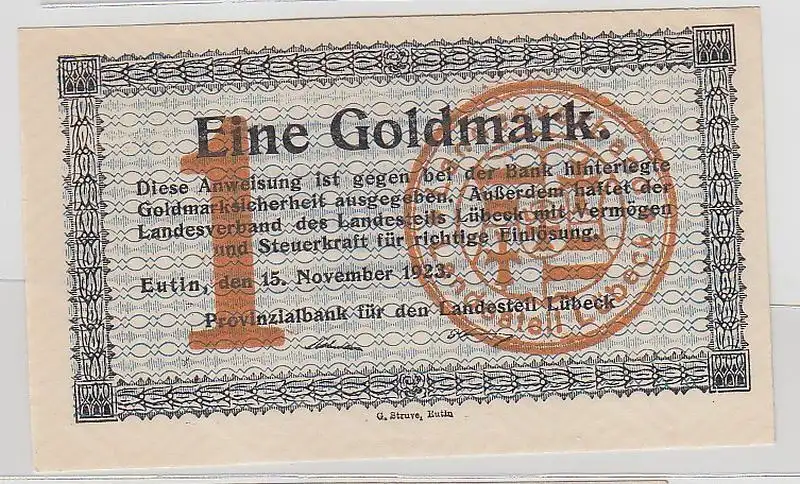 1
Eine Goldmark.
Diese Anweisung ist gegen bei der Bank hinterlegte
Goldmarksicherheit ausgegeben. Außerdem haftet der
Landesverband des Landesteils Lübeck mit Vermögen
und Steuerkraft für richtige Einlösung.
Eutin, den 15. November 1923.
Provinzialbank für den Landesteil Lübeck
G. Struve, Eutin